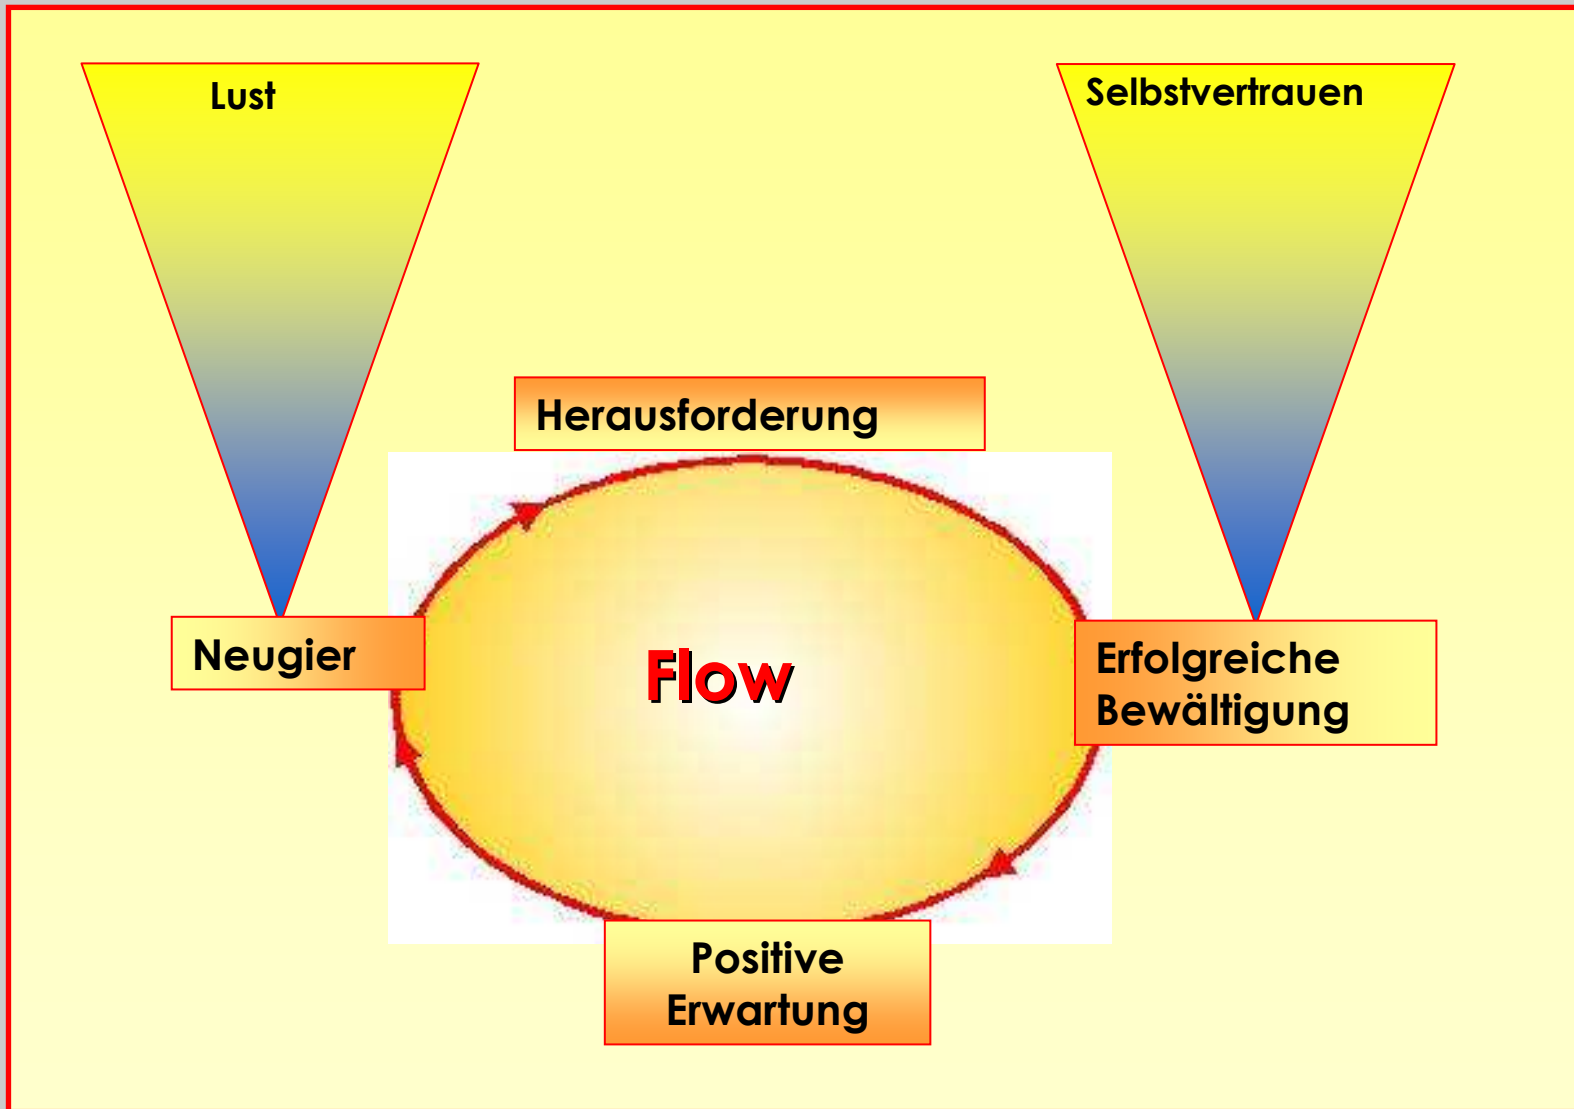 Lust
Selbstvertrauen
Herausforderung
Neugier
Flow
Erfolgreiche
Bewältigung
Positive
Erwartung